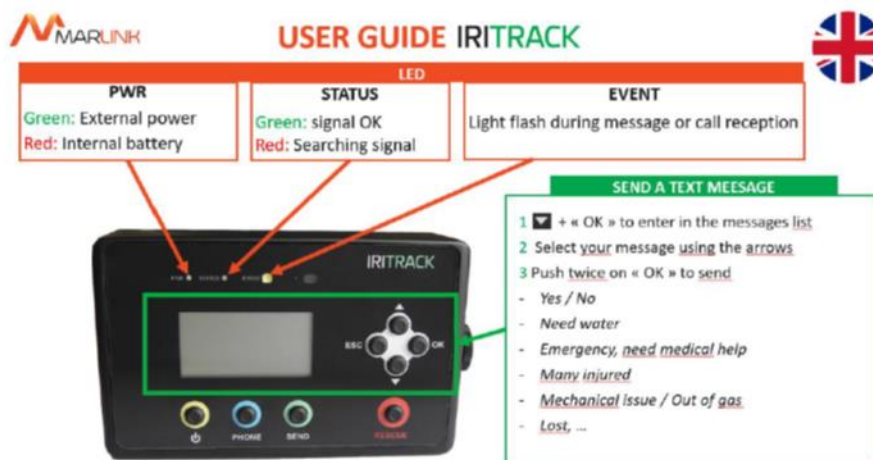 MARLINK
USER GUIDE IRITRACK
LED
PWR
Green: External power
Red: Internal battery
STATUS
Green: signal OK
Red: Searching signal
EVENT
Light flash during message or call reception
SEND A TEXT MEESAGE
1 ▼ + « OK » to enter in the messages list
2 Select your message using the arrows
3 Push twice on « OK » to send
- Yes / No
- Need water
- Emergency, need medical help
- Many injured
- Mechanical issue / Out of gas
- Lost, ...
PWR STATUS EVENT
IRITRACK
ESC
OK
PHONE
SEND
RESCUE